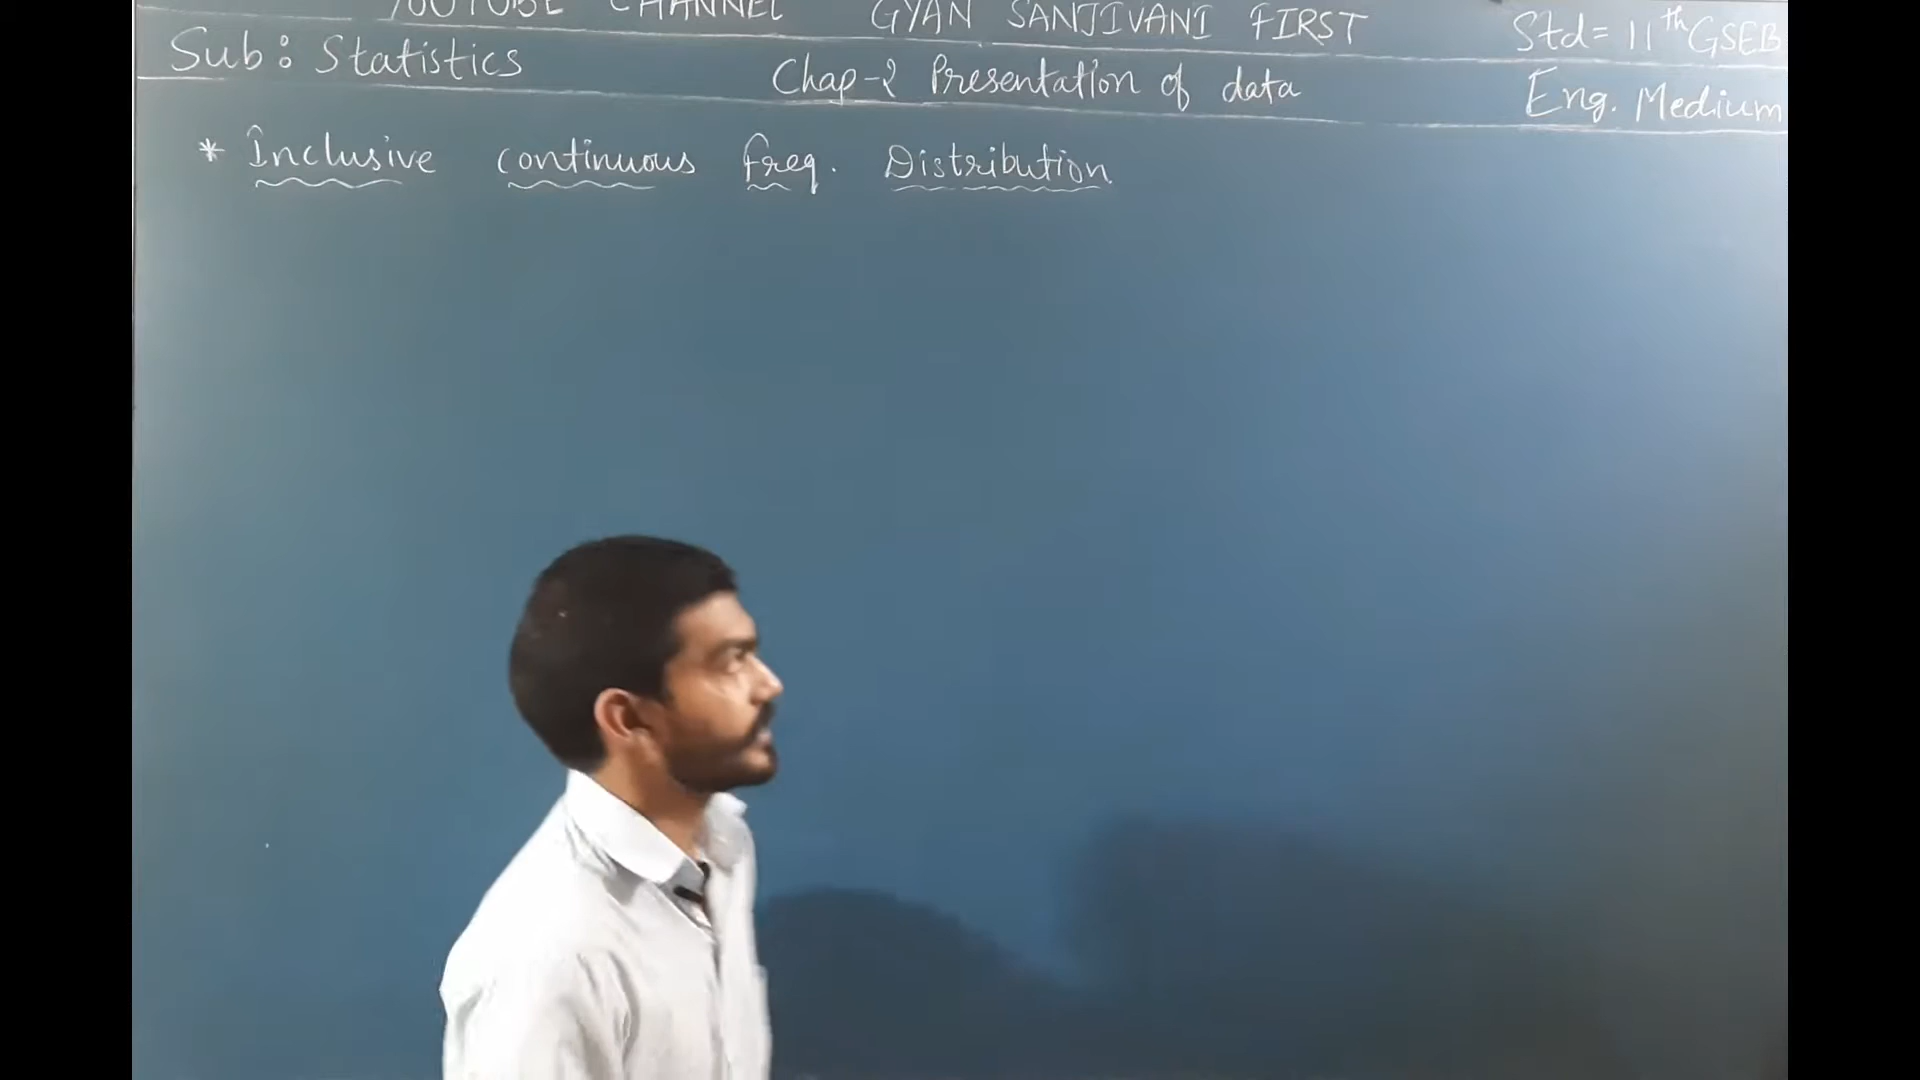 YOUTUBE CHANNEL GYAN SANJIVANI FIRST Std= 11th GSEB
Sub: Statistics Chap-2 Presentation of data Eng. Medium
* Inclusive continuous freq. Distribution